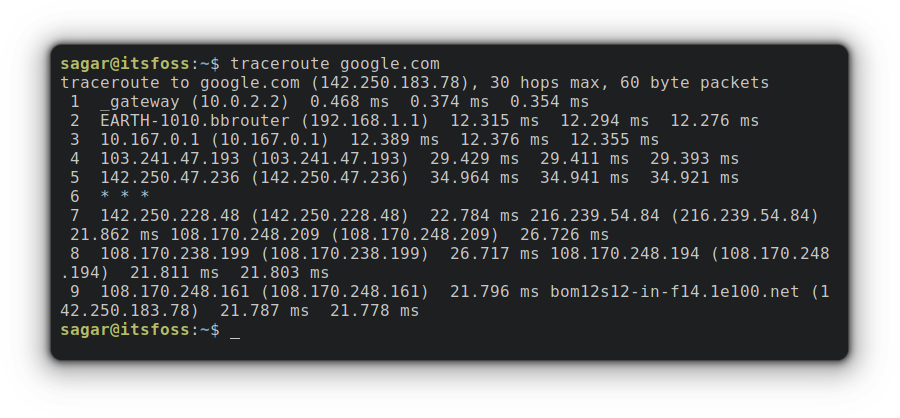 sagar@itsfoss:~$ traceroute google.com
traceroute to google.com (142.250.183.78), 30 hops max, 60 byte packets
 1  _gateway (10.0.2.2)  0.468 ms  0.374 ms  0.354 ms
 2  EARTH-1010.bbrouter (192.168.1.1)  12.315 ms  12.294 ms  12.276 ms
 3  10.167.0.1 (10.167.0.1)  12.389 ms  12.376 ms  12.355 ms
 4  103.241.47.193 (103.241.47.193)  29.429 ms  29.411 ms  29.393 ms
 5  142.250.47.236 (142.250.47.236)  34.964 ms  34.941 ms  34.921 ms
 6  * * *
 7  142.250.228.48 (142.250.228.48)  22.784 ms 216.239.54.84 (216.239.54.84)
 21.862 ms 108.170.248.209 (108.170.248.209)  26.726 ms
 8  108.170.238.199 (108.170.238.199)  26.717 ms 108.170.248.194 (108.170.248
.194)  21.811 ms  21.803 ms
 9  108.170.248.161 (108.170.248.161)  21.796 ms bom12s12-in-f14.1e100.net (1
42.250.183.78)  21.787 ms  21.778 ms
sagar@itsfoss:~$ _